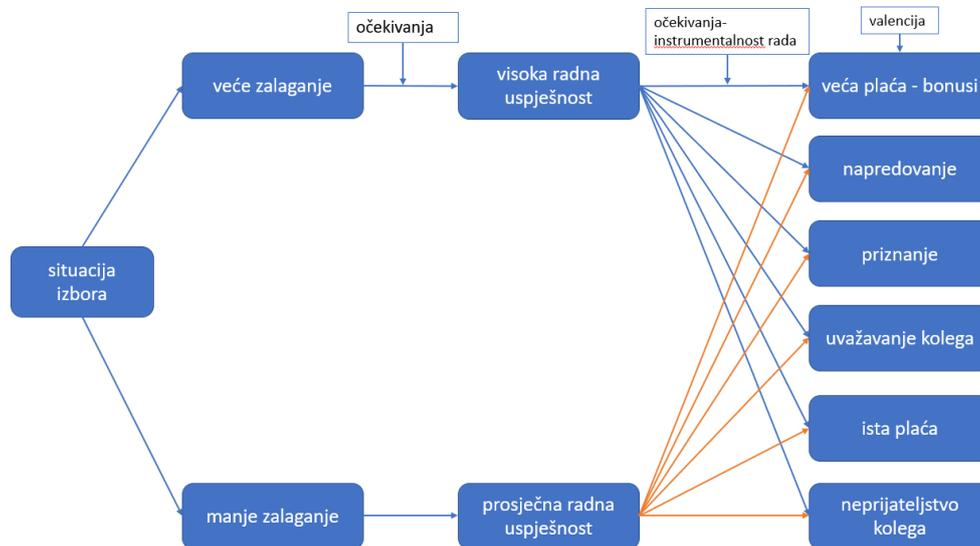 očekivanja
očekivanja-
instrumentalnost rada
valencija
veće zalaganje
visoka radna
uspješnost
veća plaća - bonusi
napredovanje
priznanje
situacija
izbora
uvažavanje kolega
ista plaća
manje zalaganje
prosječna radna
uspješnost
neprijateljstvo
kolega